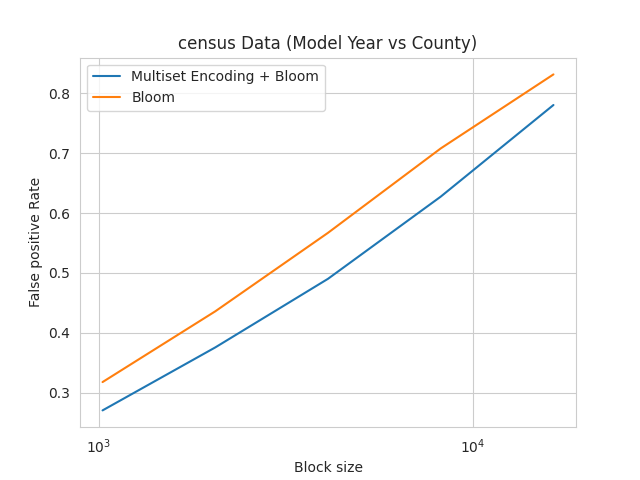 census Data (Model Year vs County)
Multiset Encoding + Bloom
Bloom
False positive Rate
0.8
0.7
0.6
0.5
0.4
0.3
10³
10⁴
Block size